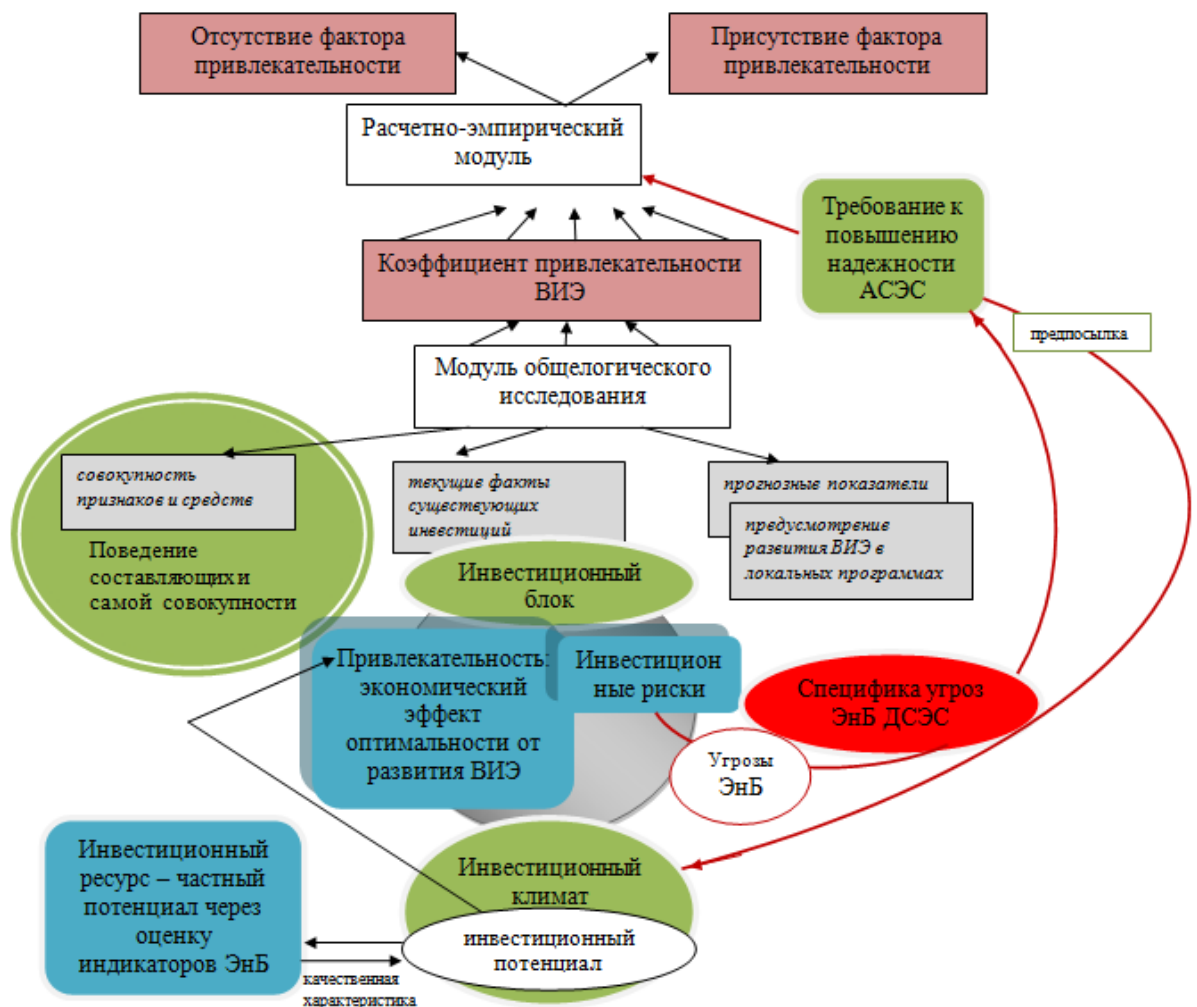 Отсутствие фактора
привлекательности
Присутствие фактора
привлекательности
Расчетно-эмпирический
модуль
Требование к
повышению
надежности
АСЭС
Коэффициент привлекательности
ВИЭ
предпосылка
Модуль общелогического
исследования
совокупность
признаков и средств
текущие факты
существующих
инвестиций
прогнозные показатели
предусмотрение
развития ВИЭ в
локальных программах
Поведение
составляющих и
самой совокупности
Инвестиционный
блок
Привлекательность:
экономический
эффект
оптимальности от
развития ВИЭ
Инвестицион
ные риски
Специфика угроз
ЭнБ ДСЭС
Угрозы
ЭнБ
Инвестиционный
ресурс – частный
потенциал через
оценку
индикаторов ЭнБ
Инвестиционный
климат
инвестиционный
потенциал
качественная
характеристика